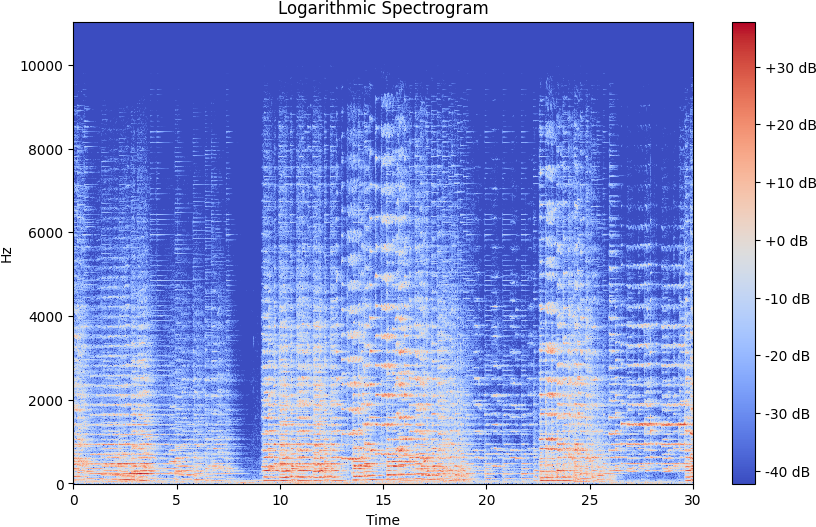 Logarithmic Spectrogram
10000
8000
6000
4000
2000
0
Hz
0 5 10 15 20 25 30
Time
+30 dB
+20 dB
+10 dB
+0 dB
-10 dB
-20 dB
-30 dB
-40 dB